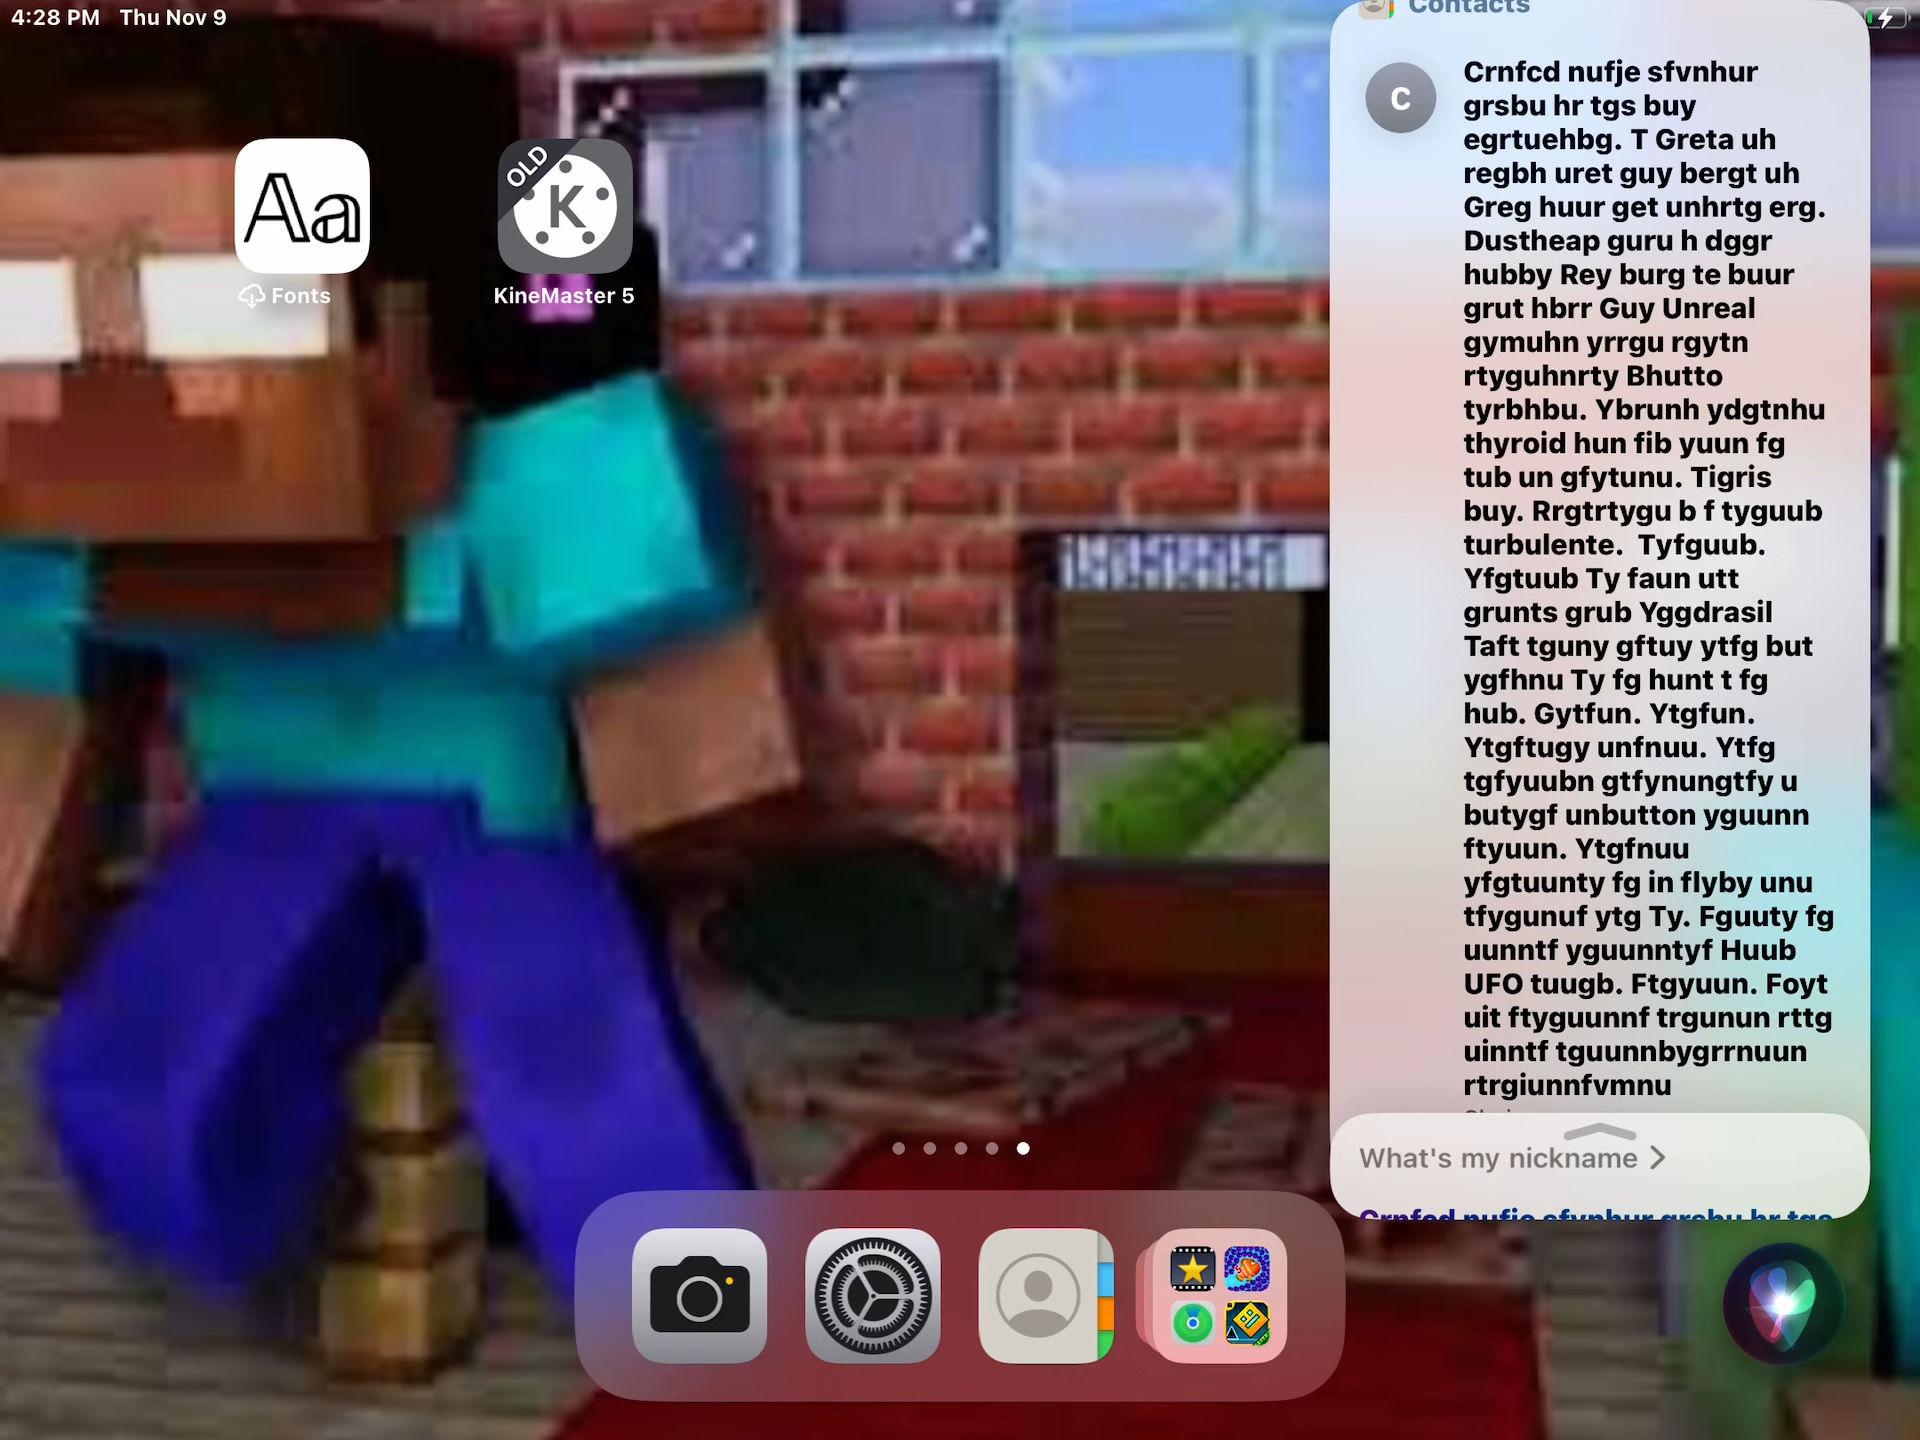 4:28 PM Thu Nov 9
Contacts
C
Crnfcd nufje sfvnhur
grsbu hr tgs buy
egrtuehbg. T Greta uh
regbh uret guy bergt uh
Greg huur get unhrtg erg.
Dustheap guru h dggr
hubby Rey burg te buur
grut hbrr Guy Unreal
gymuhn yrrgu rgytn
rtyguhnrty Bhutto
tyrbhbu. Ybrunh ydgtnhu
thyroid hun fib yuun fg
tub un gfytunu. Tigris
buy. Rrgtrtygu b f tyguub
turbulente.  Tyfguub.
Yfgtuub Ty faun utt
grunts grub Yggdrasil
Taft tguny gftuy ytfg but
ygfhnu Ty fg hunt t fg
hub. Gytfun. Ytgfun.
Ytgftugy unfnuu. Ytfg
tgfyuubn gtfynungtfy u
butygf unbutton yguunn
ftyuun. Ytgfnuu
yfgtuunty fg in flyby unu
tfygunuf ytg Ty. Fguuty fg
uunntf yguunntyf Huub
UFO tuugb. Ftgyuun. Foyt
uit ftyguunnf trgunun rttg
uinntf tguunnbygrrnuun
rtrgiunnfvmnu
What's my nickname
Crnfcd nufje sfvnhur grsbu hr tgs
Aa
Fonts
OLD
K
KineMaster 5